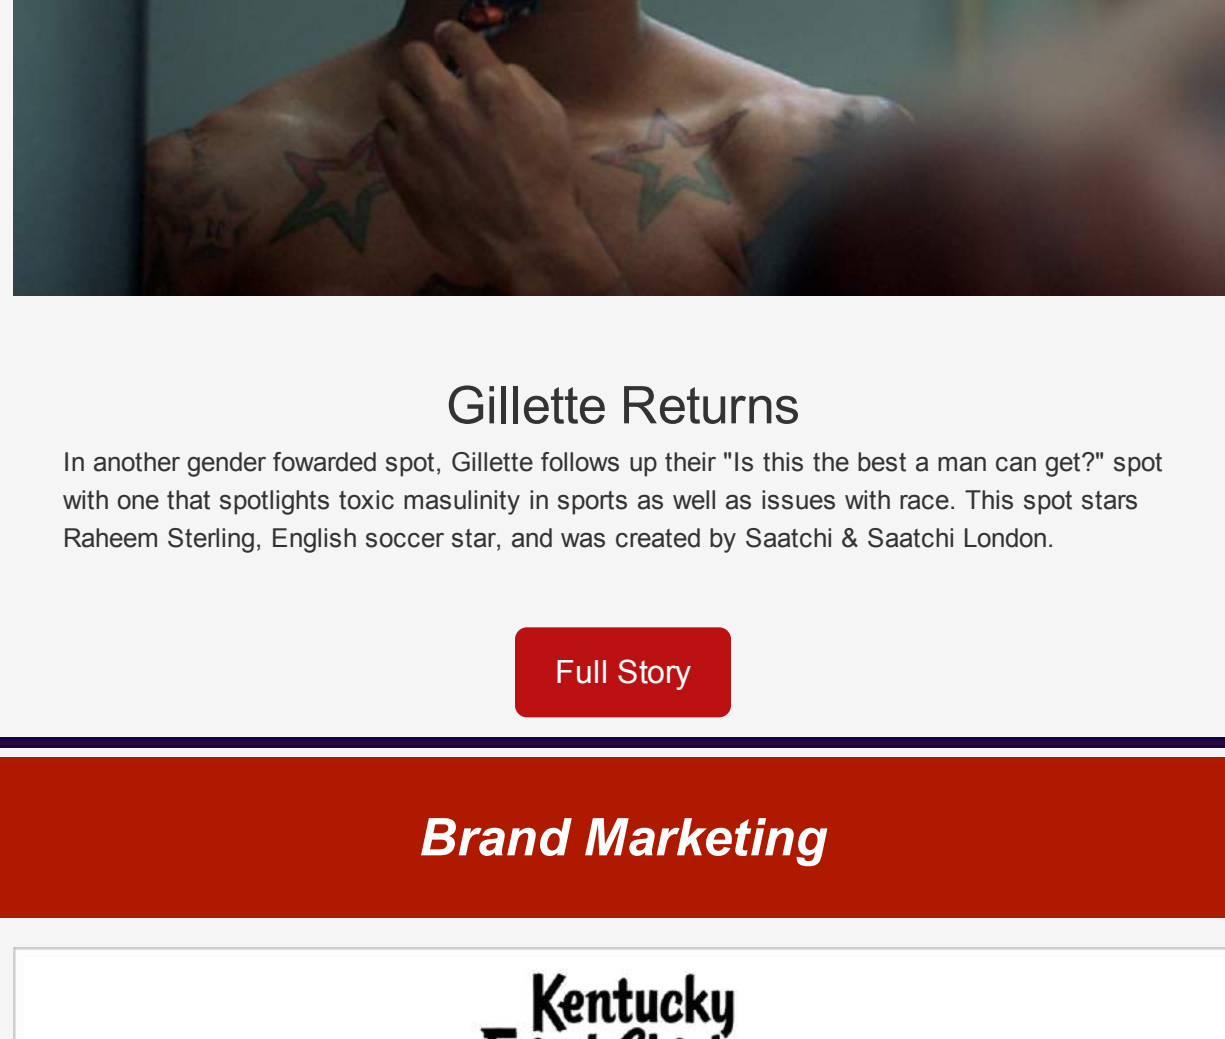 Gillette Returns
In another gender fowarded spot, Gillette follows up their "Is this the best a man can get?" spot
with one that spotlights toxic masulinity in sports as well as issues with race. This spot stars
Raheem Sterling, English soccer star, and was created by Saatchi & Saatchi London.
Full Story
Brand Marketing
Kentucky